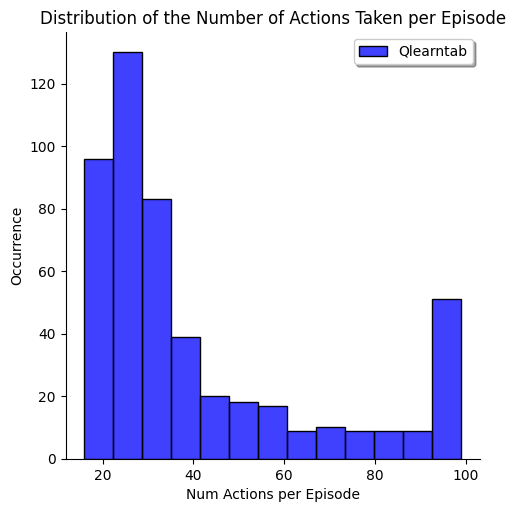 Distribution of the Number of Actions Taken per Episode
Qlearntab
Occurrence
120
100
80
60
40
20
0
20 40 60 80 100
Num Actions per Episode